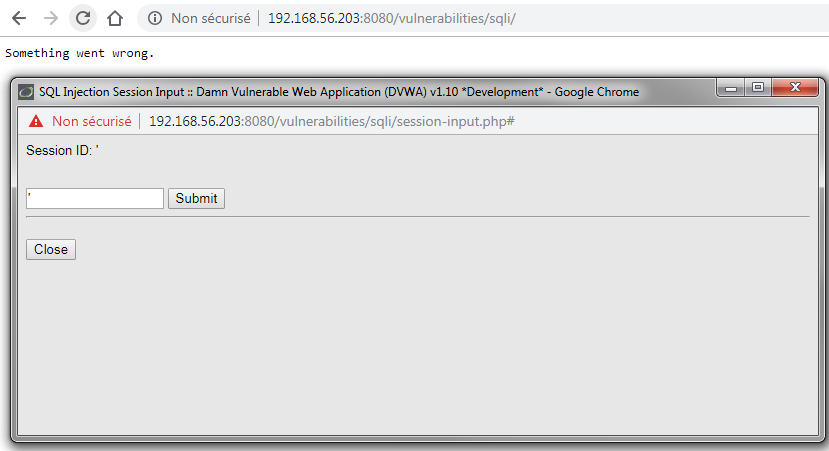 Non sécurisé | 192.168.56.203:8080/vulnerabilities/sqli/
Something went wrong.
SQL Injection Session Input :: Damn Vulnerable Web Application (DVWA) v1.10 *Development* - Google Chrome
Non sécurisé | 192.168.56.203:8080/vulnerabilities/sqli/session-input.php#
Session ID: '
' Submit
Close